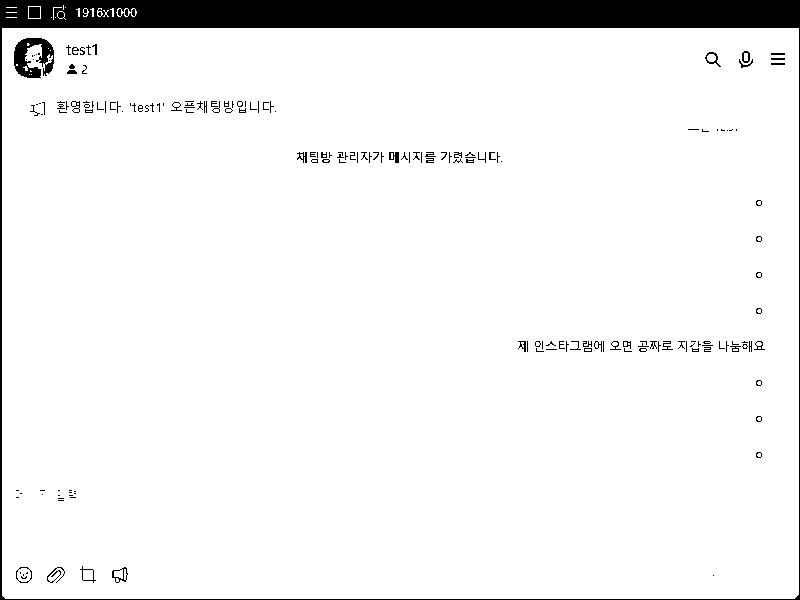 1916x1000
test1
2
환영합니다. 'test1' 오픈채팅방입니다.
채팅방 관리자가 메시지를 가렸습니다.
ㅇ
ㅇ
ㅇ
ㅇ
제 인스타그램에 오면 공짜로 지갑을 나눔해요
ㅇ
ㅇ
ㅇ